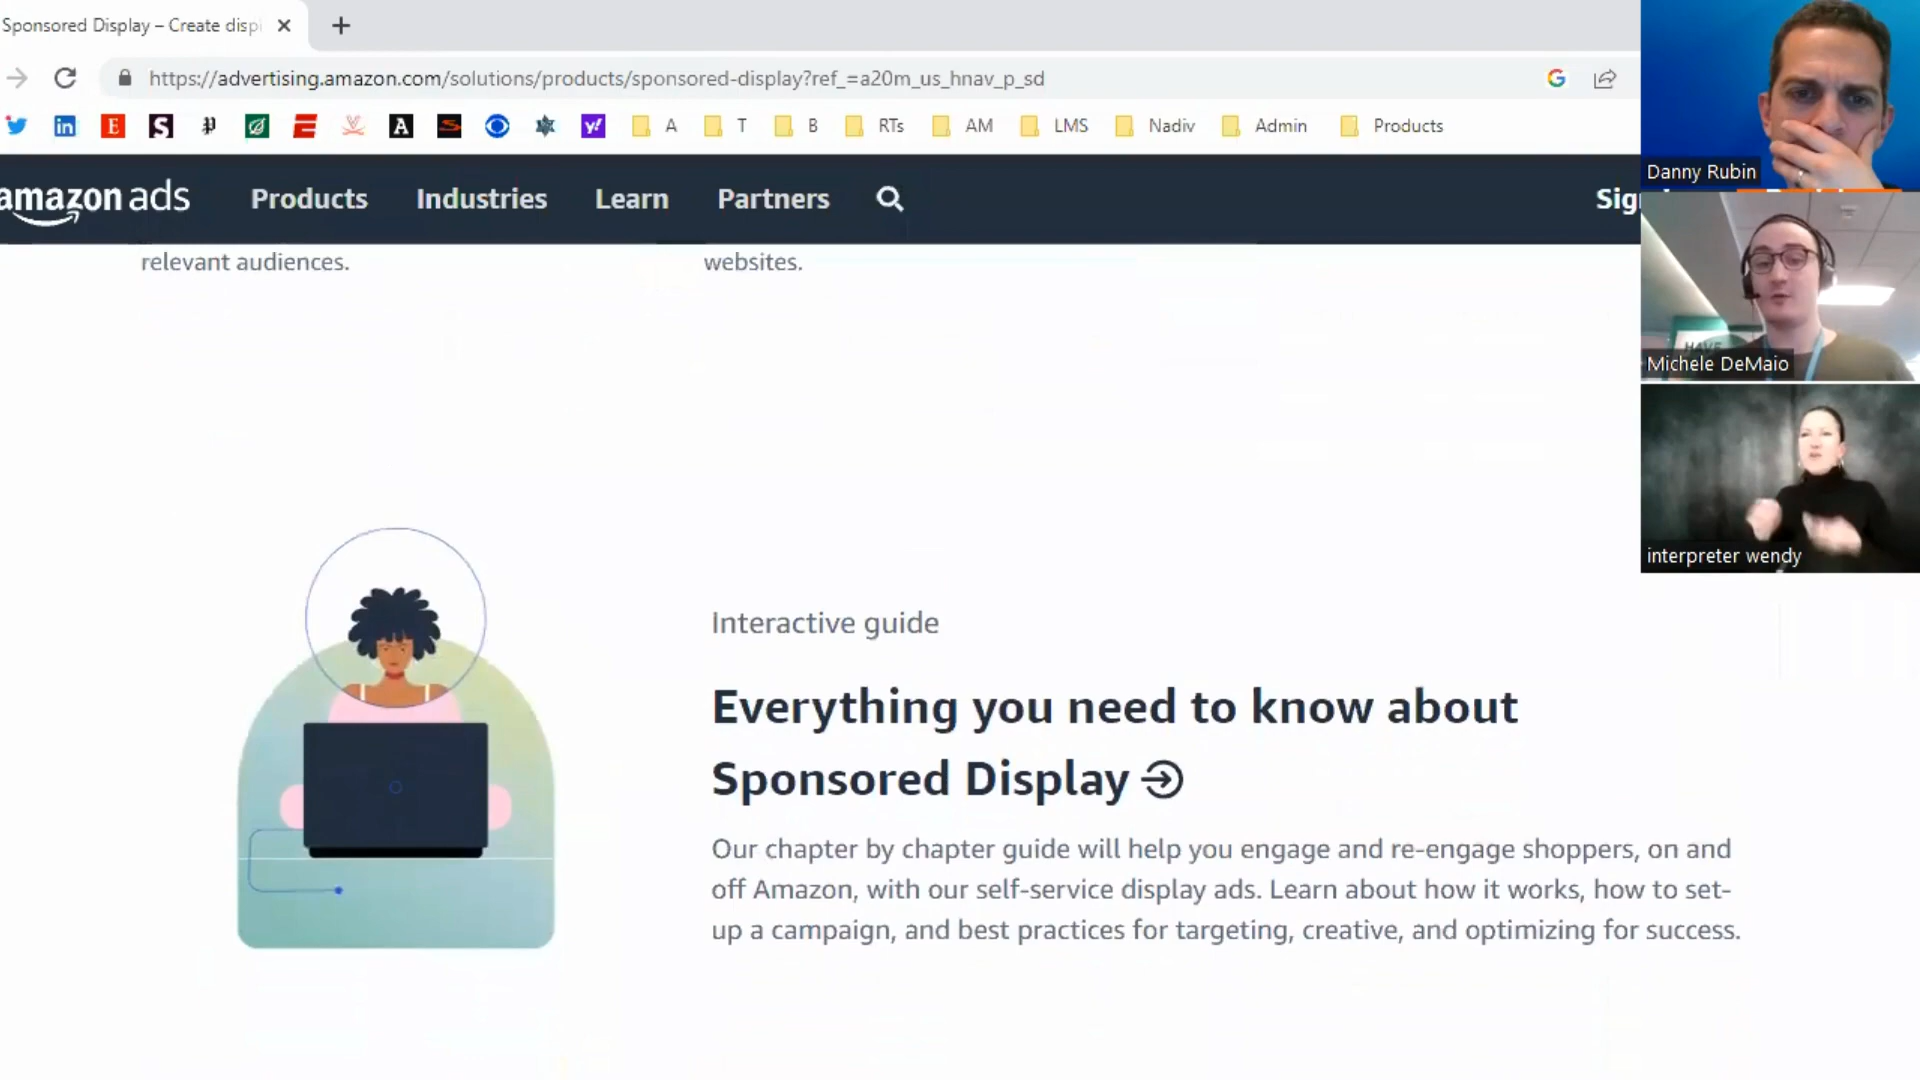 Sponsored Display – Create disp
https://advertising.amazon.com/solutions/products/sponsored-display?ref_=a20m_us_hnav_p_sd
A T B RTs AM LMS Nadiv Admin Products
amazon ads Products Industries Learn Partners
relevant audiences.
websites.
Interactive guide
Everything you need to know about
Sponsored Display
Our chapter by chapter guide will help you engage and re-engage shoppers, on and
off Amazon, with our self-service display ads. Learn about how it works, how to set-
up a campaign, and best practices for targeting, creative, and optimizing for success.
Danny Rubin
HAVE
Michele DeMaio
interpreter wendy